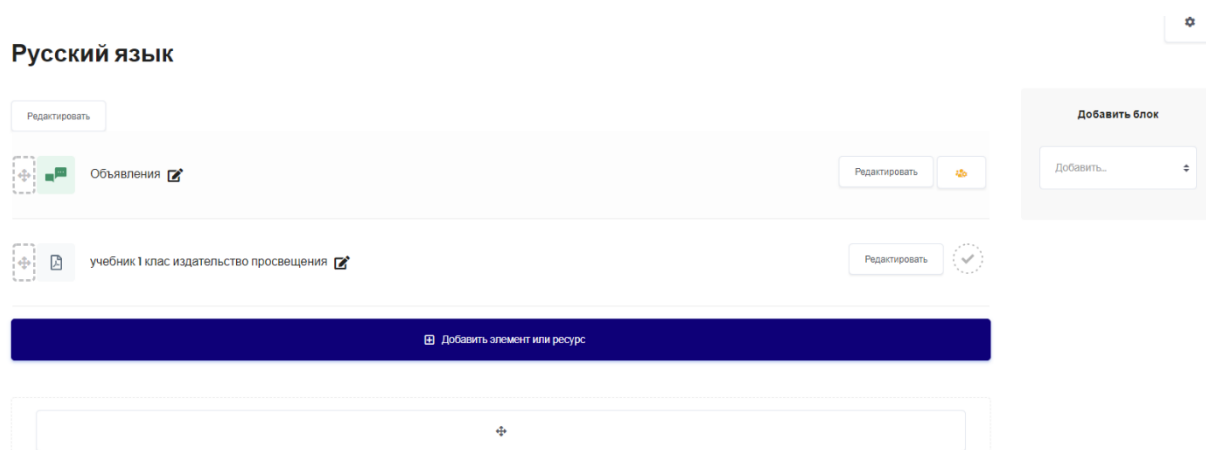 Русский язык
Редактировать
Добавить блок
Объявления
Редактировать
Добавить...
учебник 1 клас издательство просвещения
Редактировать
Добавить элемент или ресурс